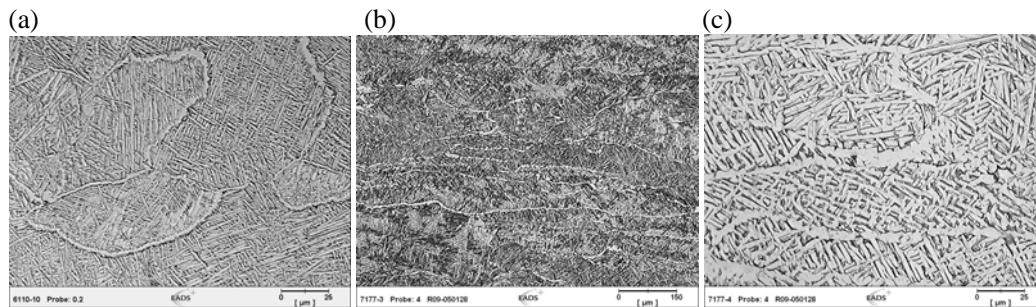 (a) (b) (c)
6110-10 Probe: 0.2 EADS 0 25
[ µm ]
7177-3 Probe: 4 R09-050128 EADS 0 150
[ µm ]
7177-4 Probe: 4 R09-050128 EADS 0 25
[ µm ]